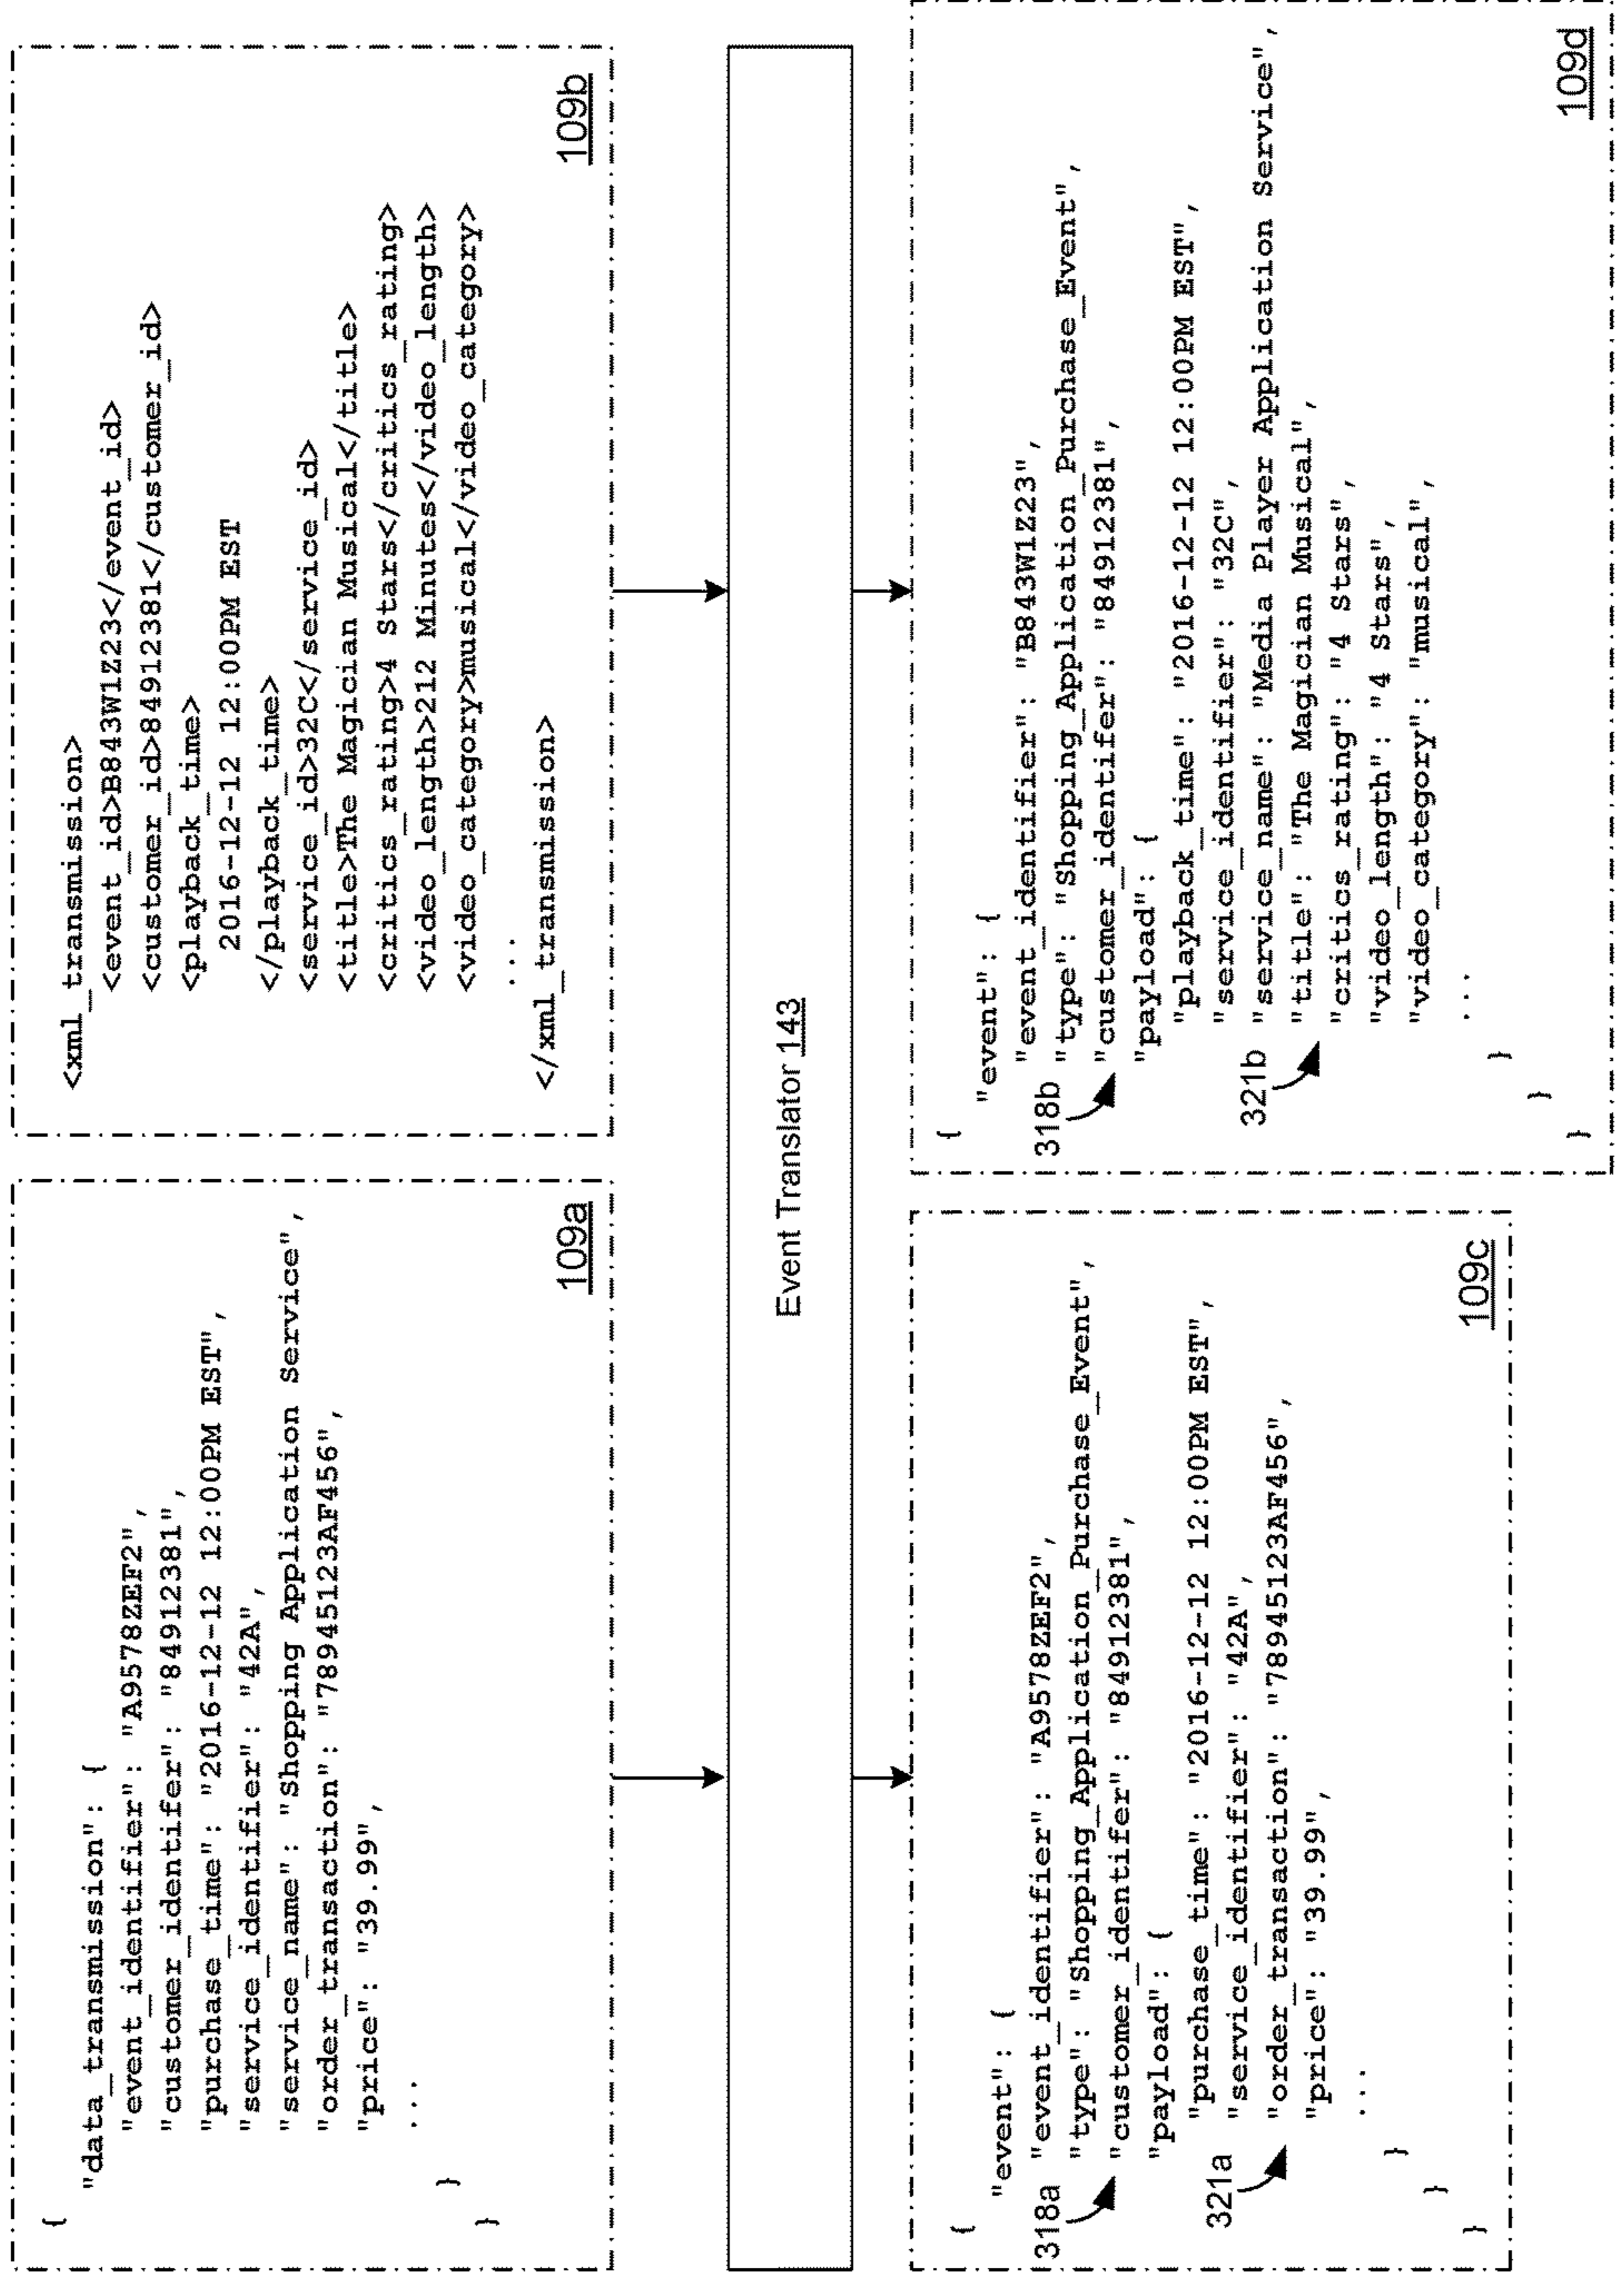 {
"data_transmission": {
"event_identifier": "A9578ZEF2",
"customer_identifer": "84912381",
"purchase_time": "2016-12-12 12:00PM EST",
"service_identifier": "42A",
"service_name": "Shopping Application Service",
"order_transaction": "78945123AF456",
"price": "39.99",
...
}
}
109a
<xml_transmission>
<event_id>B843W1Z23</event_id>
<customer_id>84912381</customer_id>
<playback_time>
2016-12-12 12:00PM EST
</playback_time>
<service_id>32C</service_id>
<title>The Magician Musical</title>
<critics_rating>4 Stars</critics_rating>
<video_length>212 Minutes</video_length>
<video_category>musical</video_category>
...
</xml_transmission>
109b
Event Translator 143
{
"event": {
"event_identifier": "A9578ZEF2",
318a
"type": "Shopping_Application_Purchase_Event",
"customer_identifer": "84912381",
"payload": {
"purchase_time": "2016-12-12 12:00PM EST",
321a
"service_identifier": "42A",
"order_transaction": "78945123AF456",
"price": "39.99",
...
}
}
}
109c
{
"event": {
"event_identifier": "B843W1Z23",
318b
"type": "Shopping_Application_Purchase_Event",
"customer_identifer": "84912381",
"payload": {
"playback_time": "2016-12-12 12:00PM EST",
"service_identifier": "32C",
321b
"service_name": "Media Player Application Service",
"title": "The Magician Musical",
"critics_rating": "4 Stars",
"video_length": "4 Stars",
"video_category": "musical",
...
}
}
}
109d